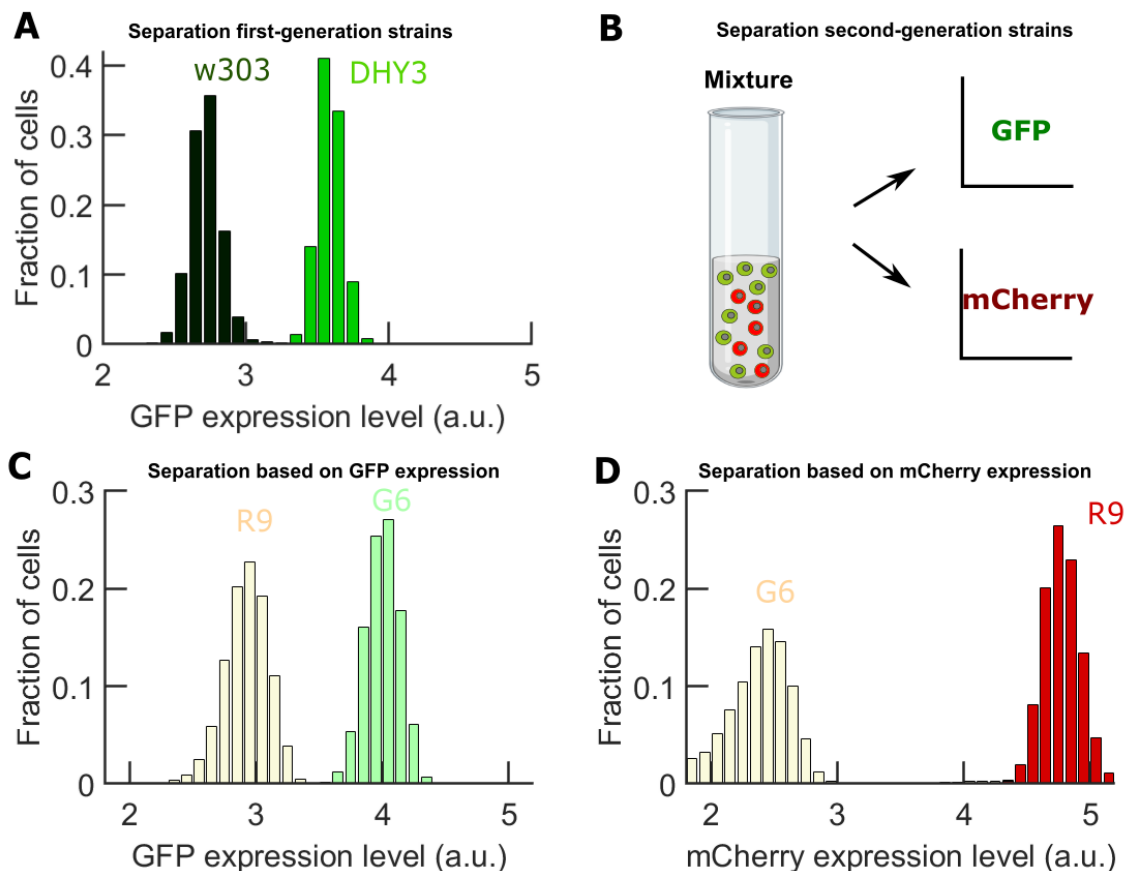 A
Separation first-generation strains
w303
DHY3
0.4
0.3
0.2
0.1
0
Fraction of cells
2
3
4
5
GFP expression level (a.u.)
B
Separation second-generation strains
Mixture
GFP
mCherry
C
Separation based on GFP expression
R9
G6
0.3
0.2
0.1
0
Fraction of cells
2
3
4
5
GFP expression level (a.u.)
D
Separation based on mCherry expression
G6
R9
0.3
0.2
0.1
0
Fraction of cells
2
3
4
5
mCherry expression level (a.u.)